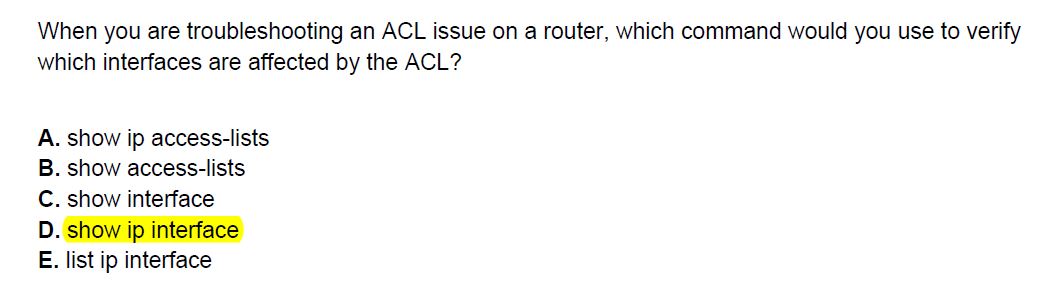 When you are troubleshooting an ACL issue on a router, which command would you use to verify
which interfaces are affected by the ACL?
A. show ip access-lists
B. show access-lists
C. show interface
D. show ip interface
E. list ip interface